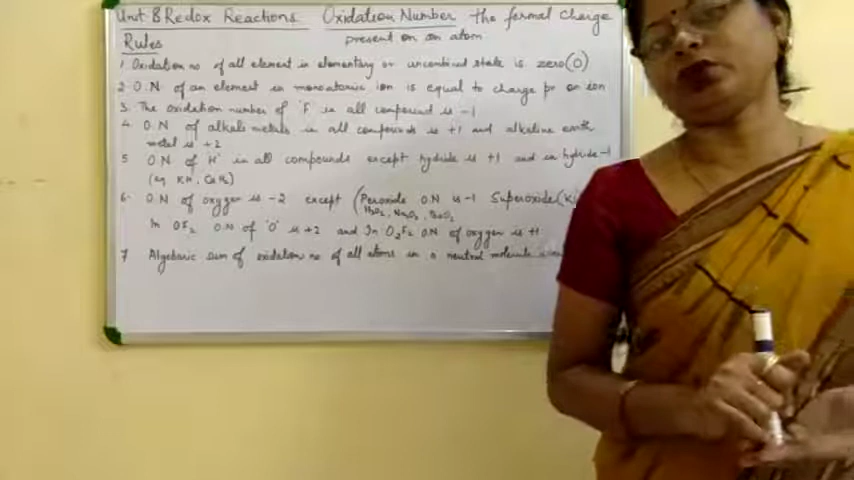 Unit 8 Redox Reactions Oxidation Number the formal charge
present on an atom
Rules
1 Oxidation no of all element in elementary or uncombined state is zero (0)
2 O.N of an element in monoatomic ion is equal to charge on ion
3. The oxidation number of 'F' in all compound is -1
4. O.N of alkali metals in all compounds is +1 and alkaline earth
metal is +2
5 O.N of 'H' in all compounds except hydride is +1 and in hydride -1
(eg KH, CaH2)
6. O.N of oxygen is -2 except (Peroxide O.N is -1 Superoxide (K
H2O2, Na2O2, BaO2
In OF2 O.N of 'O' is +2 and In O2F2 O.N of oxygen is +1
7 Algebraic sum of oxidation no of all atoms in a neutral molecule